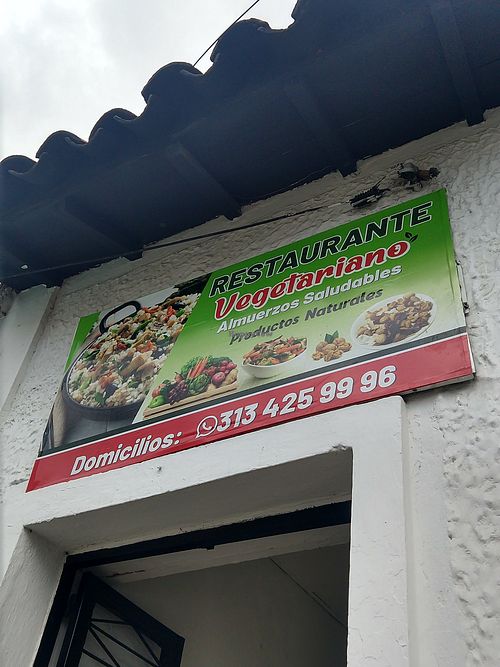 RESTAURANTE
Vegetariano
Almuerzos Saludables
Productos Naturales
Domicilios: 313 425 99 96